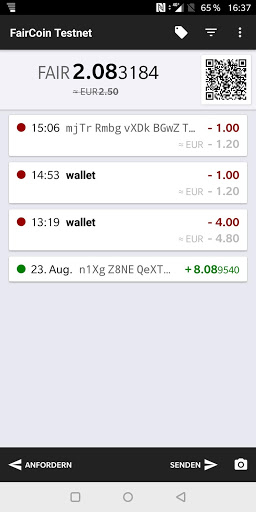 16:37
FairCoin Testnet
FAIR 2.083184
≈ EUR 2.50
15:06 mjTr Rmbg vXDk BGwZ T... - 1.00
≈ EUR - 1.20
14:53 wallet - 1.00
≈ EUR - 1.20
13:19 wallet - 4.00
≈ EUR - 4.80
23. Aug. n1Xg Z8NE QeXT... + 8.089540
ANFORDERN SENDEN